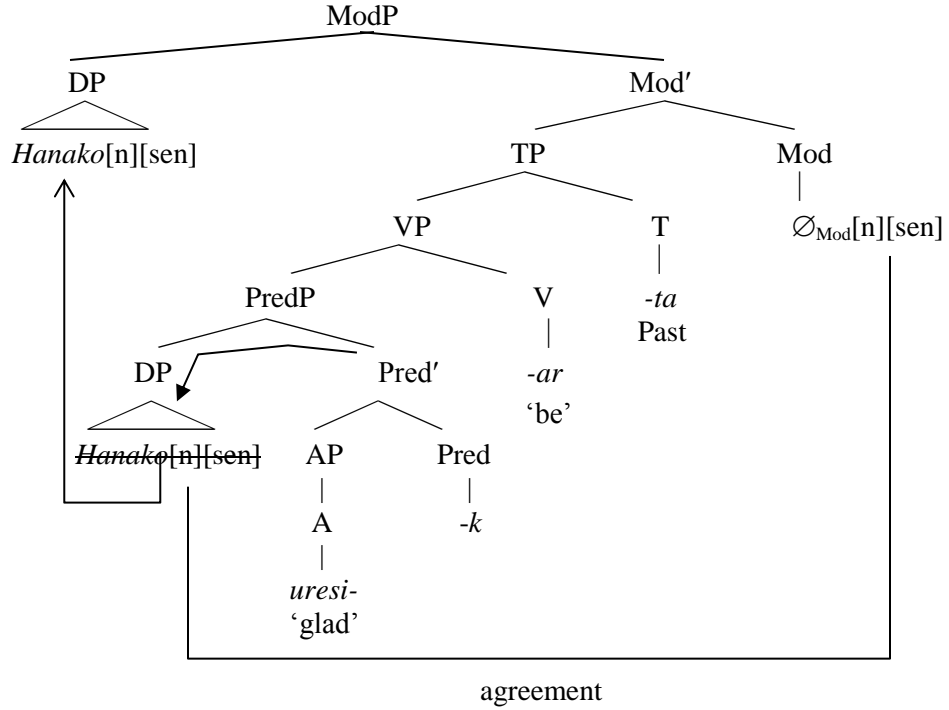 ModP
DP Mod′
Hanako[n][sen] TP Mod
VP T ∅Mod[n][sen]
PredP V -ta
Past
DP Pred′ -ar
‘be’
Hanako[n][sen] AP Pred
A -k
uresi-
‘glad’
agreement